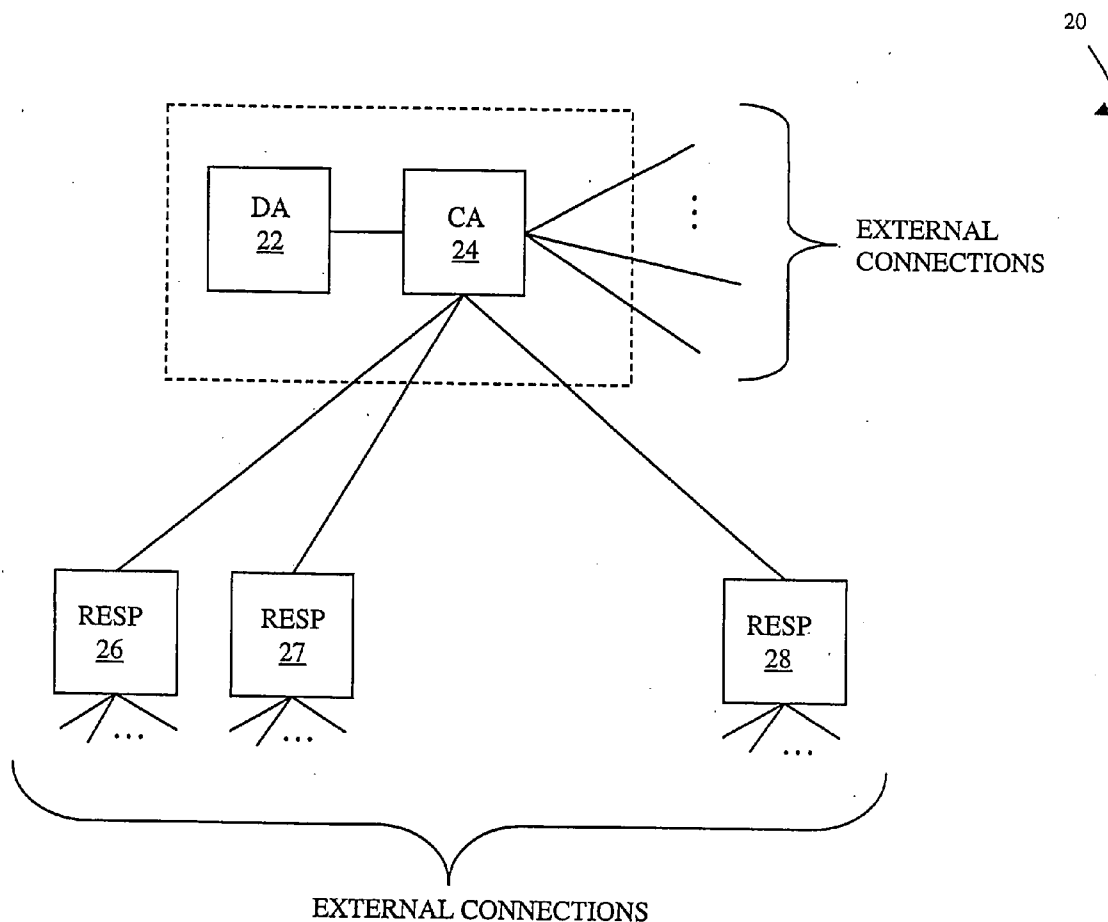 20
DA
22
CA
24
...
EXTERNAL
CONNECTIONS
RESP
26
RESP
27
RESP
28
...
...
...
EXTERNAL CONNECTIONS